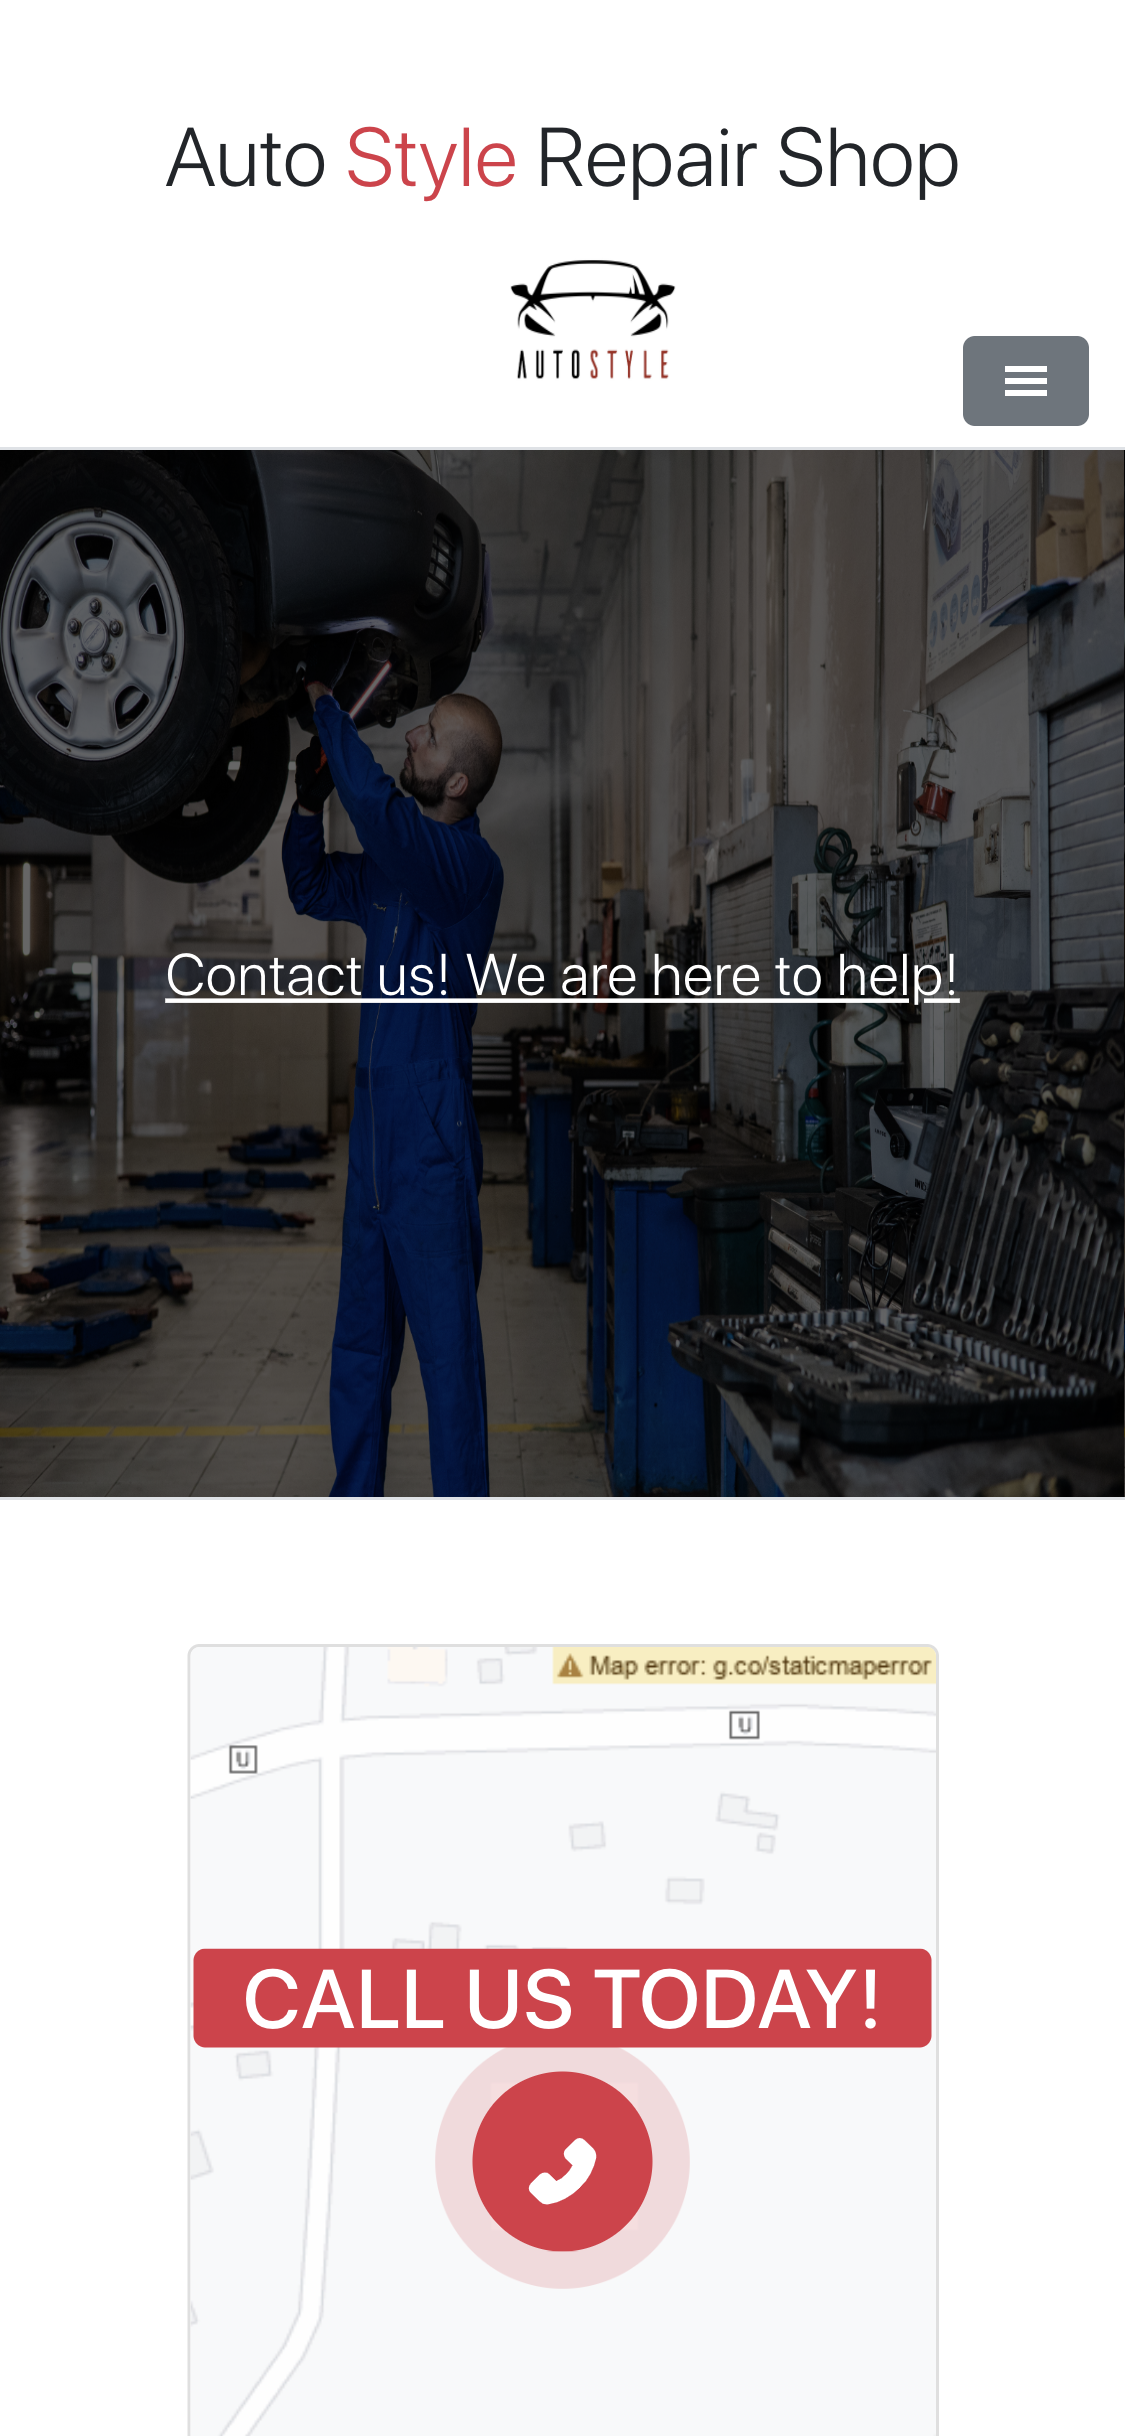 Auto Style Repair Shop
AUTOSTYLE
Contact us! We are here to help!
Map error: g.co/staticmaperror
U
U
CALL US TODAY!